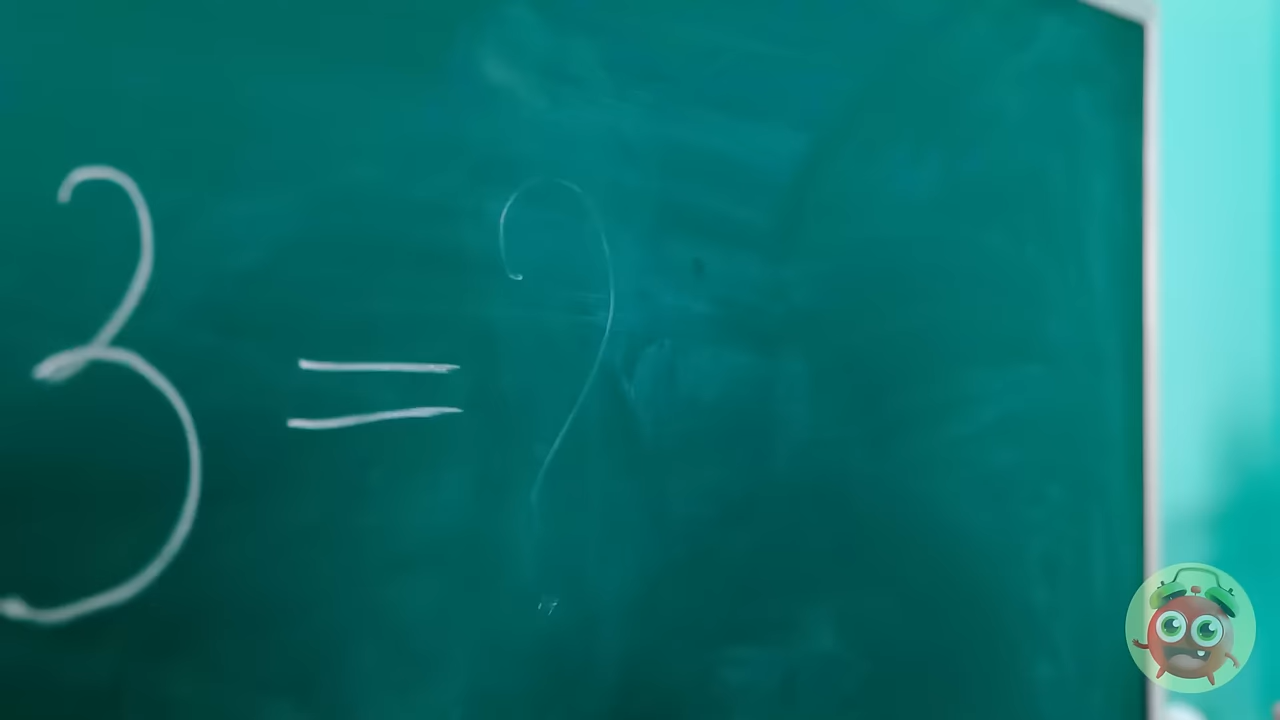 3 = ?